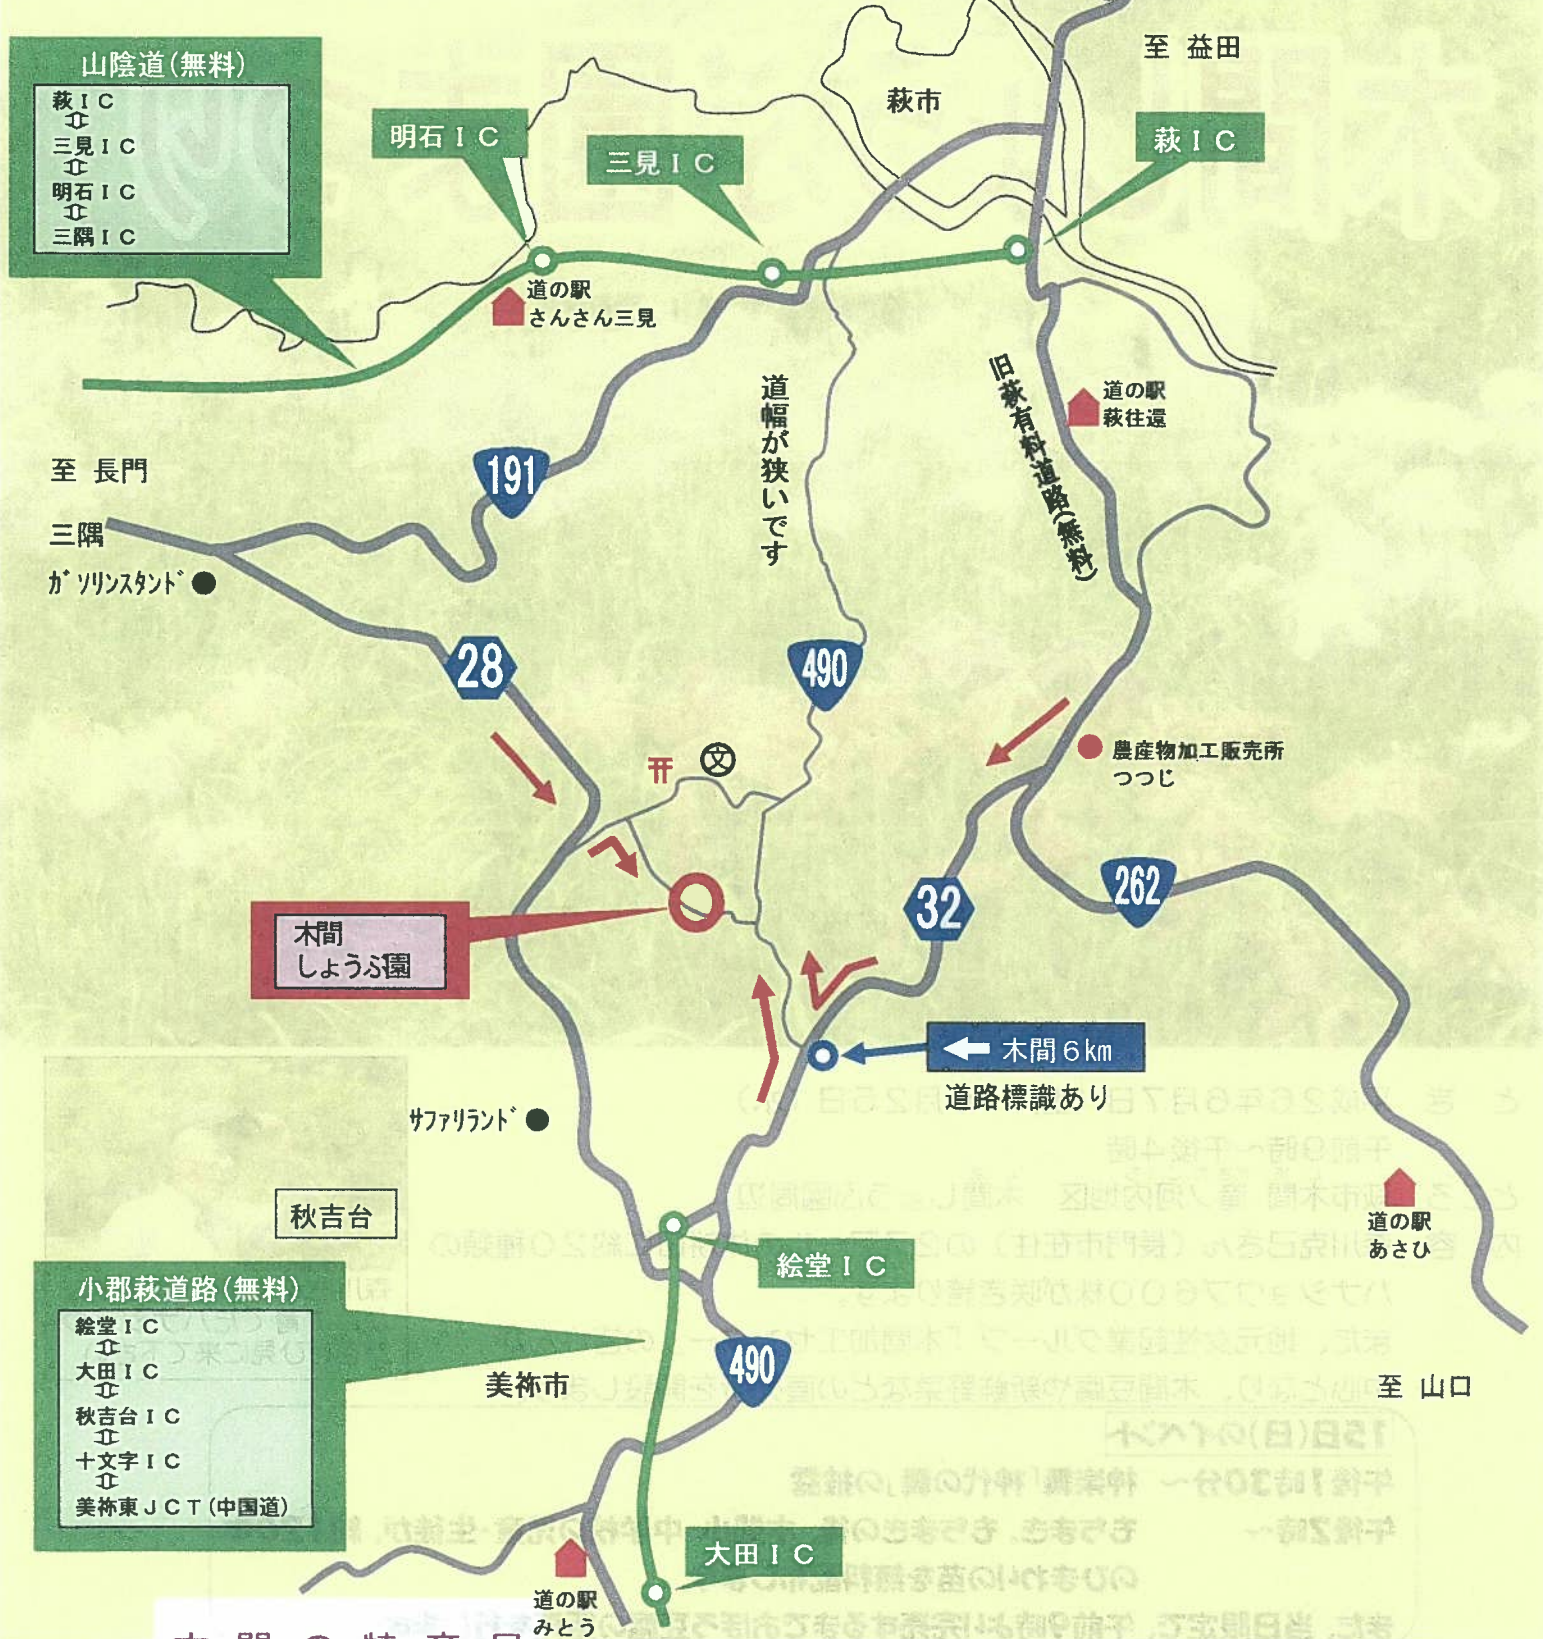 至 益田
山陰道(無料)
萩ＩＣ
三見ＩＣ
明石ＩＣ
三隅ＩＣ
明石ＩＣ
三見ＩＣ
萩市
萩ＩＣ
道の駅
さんさん三見
道幅が狭いです
旧萩有料道路(無料)
道の駅
萩往還
至 長門
191
三隅
ｶﾞｿﾘﾝｽﾀﾝﾄﾞ
28
490
文
農産物加工販売所
つつじ
262
32
木間
しょうぶ園
木間６㎞
道路標識あり
ｻﾌｧﾘﾗﾝﾄﾞ
秋吉台
道の駅
あさひ
絵堂ＩＣ
小郡萩道路(無料)
絵堂ＩＣ
大田ＩＣ
秋吉台ＩＣ
十文字ＩＣ
美祢東ＪＣＴ(中国道)
美祢市
490
至 山口
大田ＩＣ
道の駅
みとう